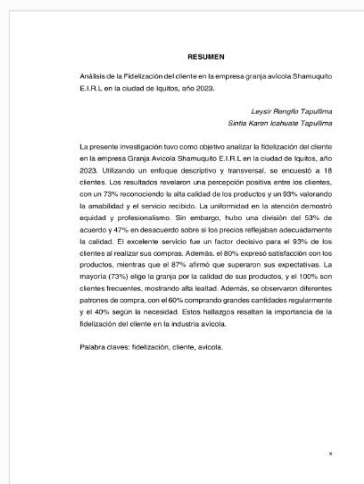 RESUMEN
Análisis de la Fidelización del cliente en la empresa granja avícola Shamuquito
E.I.R.L en la ciudad de Iquitos, año 2023.
Leysir Rengifo Tapullima
Sintia Karen Icahuate Tapullima
La presente investigación tuvo como objetivo analizar la fidelización del cliente
en la empresa Granja Avícola Shamuquito E.I.R.L en la ciudad de Iquitos, año
2023. Utilizando un enfoque descriptivo y transversal, se encuestó a 18
clientes. Los resultados revelaron una percepción positiva entre los clientes,
con un 73% reconociendo la alta calidad de los productos y un 93% valorando
la amabilidad y el servicio recibido. La uniformidad en la atención demostró
equidad y profesionalismo. Sin embargo, hubo una división del 53% de
acuerdo y 47% en desacuerdo sobre si los precios reflejaban adecuadamente
la calidad. El excelente servicio fue un factor decisivo para el 93% de los
clientes al realizar sus compras. Además, el 80% expresó satisfacción con los
productos, mientras que el 87% afirmó que superaron sus expectativas. La
mayoría (73%) elige la granja por la calidad de sus productos, y el 100% son
clientes frecuentes, mostrando alta lealtad. Además, se observaron diferentes
patrones de compra, con el 60% comprando grandes cantidades regularmente
y el 40% según la necesidad. Estos hallazgos resaltan la importancia de la
fidelización del cliente en la industria avícola.
Palabra claves: fidelización, cliente, avícola.
x